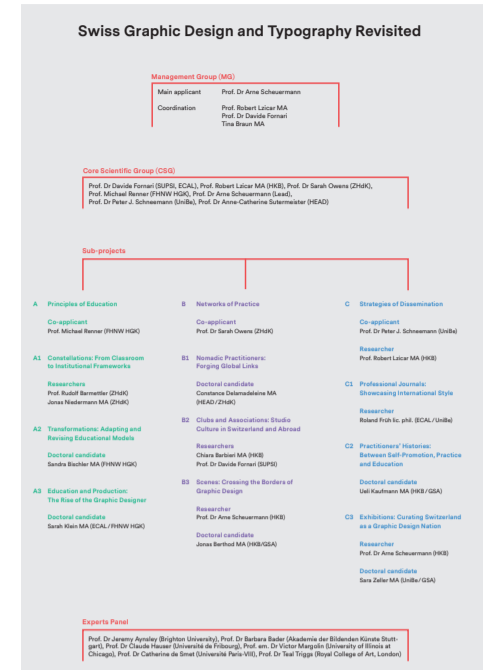 Swiss Graphic Design and Typography Revisited
Management Group (MG)
Main applicant Prof. Dr Arne Scheuermann
Coordination Prof. Robert Lzicar MA
Prof. Dr Davide Fornari
Tina Braun MA
Core Scientific Group (CSG)
Prof. Dr Davide Fornari (SUPSI, ECAL), Prof. Robert Lzicar MA (HKB), Prof. Dr Sarah Owens (ZHdK),
Prof. Michael Renner (FHNW HGK), Prof. Dr Arne Scheuermann (Lead),
Prof. Dr Peter J. Schneemann (UniBe), Prof. Dr Anne-Catherine Sutermeister (HEAD)
Sub-projects
A Principles of Education
Co-applicant
Prof. Michael Renner (FHNW HGK)
A1 Constellations: From Classroom
to Institutional Frameworks
Researchers
Prof. Rudolf Barmettler (ZHdK)
Jonas Niedermann MA (ZHdK)
A2 Transformations: Adapting and
Revising Educational Models
Doctoral candidate
Sandra Bischler MA (FHNW HGK)
A3 Education and Production:
The Rise of the Graphic Designer
Doctoral candidate
Sarah Klein MA (ECAL/FHNW HGK)
B Networks of Practice
Co-applicant
Prof. Dr Sarah Owens (ZHdK)
B1 Nomadic Practitioners:
Forging Global Links
Doctoral candidate
Constance Delamadeleine MA
(HEAD/ZHdK)
B2 Clubs and Associations: Studio
Culture in Switzerland and Abroad
Researchers
Chiara Barbieri MA (HKB)
Prof. Dr Davide Fornari (SUPSI)
B3 Scenes: Crossing the Borders of
Graphic Design
Researcher
Prof. Dr Arne Scheuermann (HKB)
Doctoral candidate
Jonas Berthod MA (HKB/GSA)
C Strategies of Dissemination
Co-applicant
Prof. Dr Peter J. Schneemann (UniBe)
Researcher
Prof. Robert Lzicar MA (HKB)
C1 Professional Journals:
Showcasing International Style
Researcher
Roland Früh lic. phil. (ECAL/UniBe)
C2 Practitioners' Histories:
Between Self-Promotion, Practice
and Education
Doctoral candidate
Ueli Kaufmann MA (HKB/GSA)
C3 Exhibitions: Curating Switzerland
as a Graphic Design Nation
Researcher
Prof. Dr Arne Scheuermann (HKB)
Doctoral candidate
Sara Zeller MA (UniBe/GSA)
Experts Panel
Prof. Dr Jeremy Aynsley (Brighton University), Prof. Dr Barbara Bader (Akademie der Bildenden Künste Stutt-
gart), Prof. Dr Claude Hauser (Université de Fribourg), Prof. em. Dr Victor Margolin (University of Illinois at
Chicago), Prof. Dr Catherine de Smet (Université Paris-VIII), Prof. Dr Teal Triggs (Royal College of Art, London)